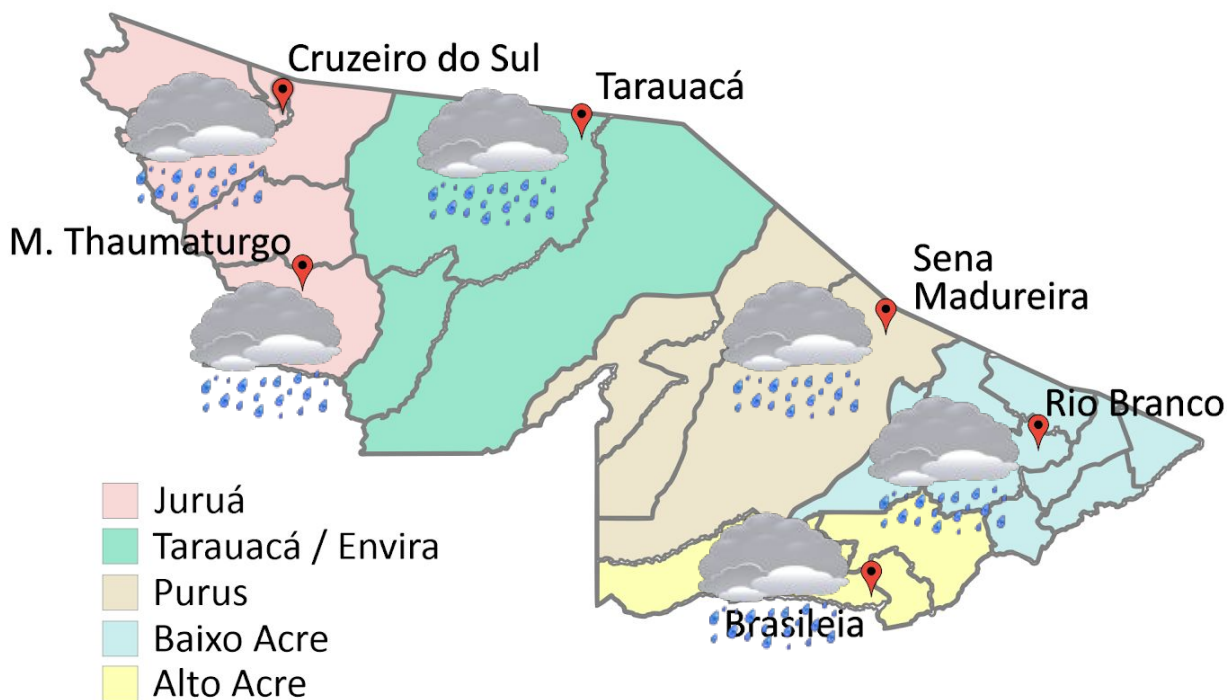 Cruzeiro do Sul
Tarauacá
M. Thaumaturgo
Sena
Madureira
Rio Branco
Brasileia
Juruá
Tarauacá / Envira
Purus
Baixo Acre
Alto Acre